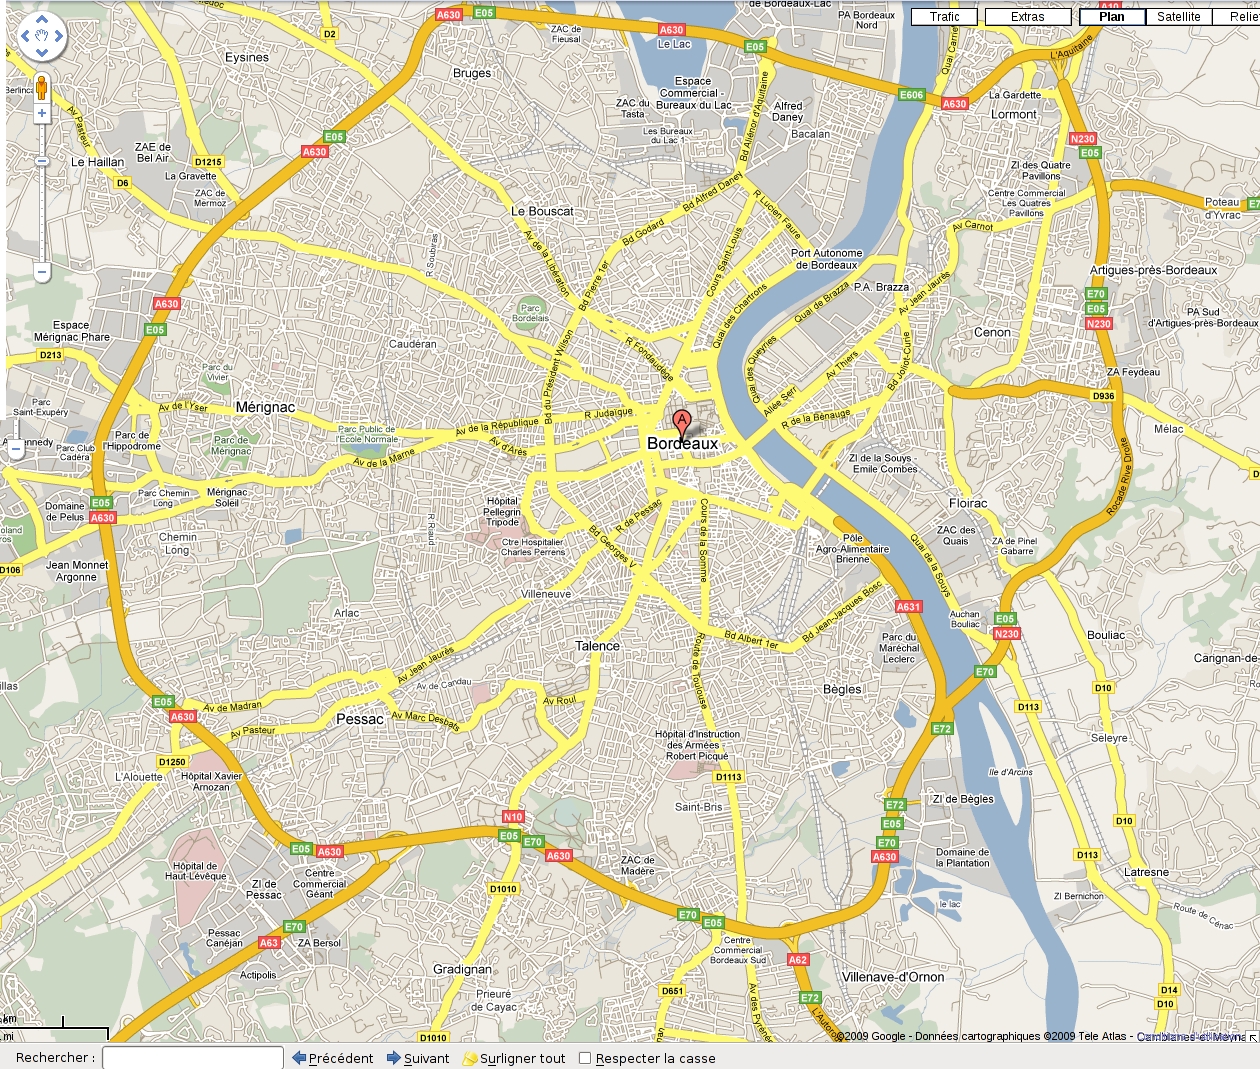 de Bordeaux-Lac
A10
A630
E05
D2
ZAC de
Fieusal
A630
Le Lac
E05
PA Bordeaux
Nord
Trafic
Extras
Plan
Satellite
Relie
Quai Carrie
L'Aquitaine
Eysines
Bruges
Espace
Commercial -
Bureaux du Lac
ZAC du
Tasta
Les Bureaux
du Lac 1
Bd Aliénor d'Aquitaine
Alfred
Daney
Bacalan
E606
A630
La Gardette
Lormont
N230
E05
Av Pasteur
Le Haillan
ZAE de
Bel Air
La Gravette
D1215
D6
ZAC de
Mermoz
E05
A630
ZI des Quatre
Pavillons
Centre Commercial
Les Quatres
Pavillons
Poteau
d'Yvrac
Le Bouscat
Bd Alfred Daney
R Lucien Faure
Bd Godard
Av de la Libération
Bd Pierre 1er
Cours Saint-Louis
Port Autonome
de Bordeaux
Av Carnot
Artigues-près-Bordeaux
P.A. Brazza
Quai de Brazza
Av Jean Jaurès
Quai des Chartrons
A630
E05
Parc
Bordelais
E70
E05
N230
PA Sud
d'Artigues-près-Bordeaux
Espace
Mérignac Phare
Caudéran
R Fondaudège
Quai des Queyries
Av Thiers
Bd Joliot-Curie
Cenon
D213
Parc du
Vivier
Bd du Président Wilson
ZA Feydeau
Parc
Saint-Exupéry
Av de l'Yser
Mérignac
R Judaïque
A
Allée Serr
R de la Benauge
D936
Mélac
Parc Club
Cadéra
Parc de
l'Hippodrome
Parc de
Mérignac
Parc Public de
l'Ecole Normale
Av de la République
Av d'Arès
Bordeaux
Av de la Marne
ZI de la Souys -
Emile Combes
Rocade Rive Droite
E05
A630
Domaine
de Pelus
Parc Chemin
Long
Mérignac
Soleil
Hôpital
Pellegrin
Tripode
R de Pessac
Cours de la Somme
Floirac
Chemin
Long
R Riaud
Ctre Hospitalier
Charles Perrens
Bd Georges V
Pôle
Agro-Alimentaire
Brienne
Quai de la Souys
ZAC des
Quais
ZA de Pinel
Gabarre
D106
Jean Monnet
Argonne
Villeneuve
Arlac
Bd Jean-Jacques Bosc
A631
Auchan
Bouliac
E05
N230
Bouliac
Talence
Bd Albert 1er
Route de Toulouse
Parc du
Maréchal
Leclerc
Carignan-de-
Av Jean Jaurès
Av de Candau
E70
Bègles
D10
E05
A630
Av de Madran
Pessac
Av Marc Desbats
Av Roul
D113
Av Pasteur
E72
Hôpital d'Instruction
des Armées
Robert Picqué
Seleyre
D1250
L'Alouette
Hôpital Xavier
Arnozan
D1113
Ile d'Arcins
Saint-Bris
N10
E72
E05
E70
A630
ZI de Bègles
D10
E05
A630
E05
E70
A630
ZAC de
Madère
Domaine de
la Plantation
D113
Latresne
Hôpital de
Haut-Lévêque
ZI de
Pessac
Centre
Commercial
Géant
D1010
le lac
ZI Bernichon
Route de Cénac
E70
A63
Pessac
Canéjan
ZA Bersol
E70
E05
Centre
Commercial
Bordeaux Sud
A62
Actipolis
Gradignan
Villenave-d'Ornon
D651
E72
D14
D10
Prieuré
de Cayac
Av des Pyréné
L'Autoro
km
mi
D1010
©2009 Google - Données cartographiques ©2009 Tele Atlas -
Rechercher :
Précédent
Suivant
Surligner tout
Respecter la casse